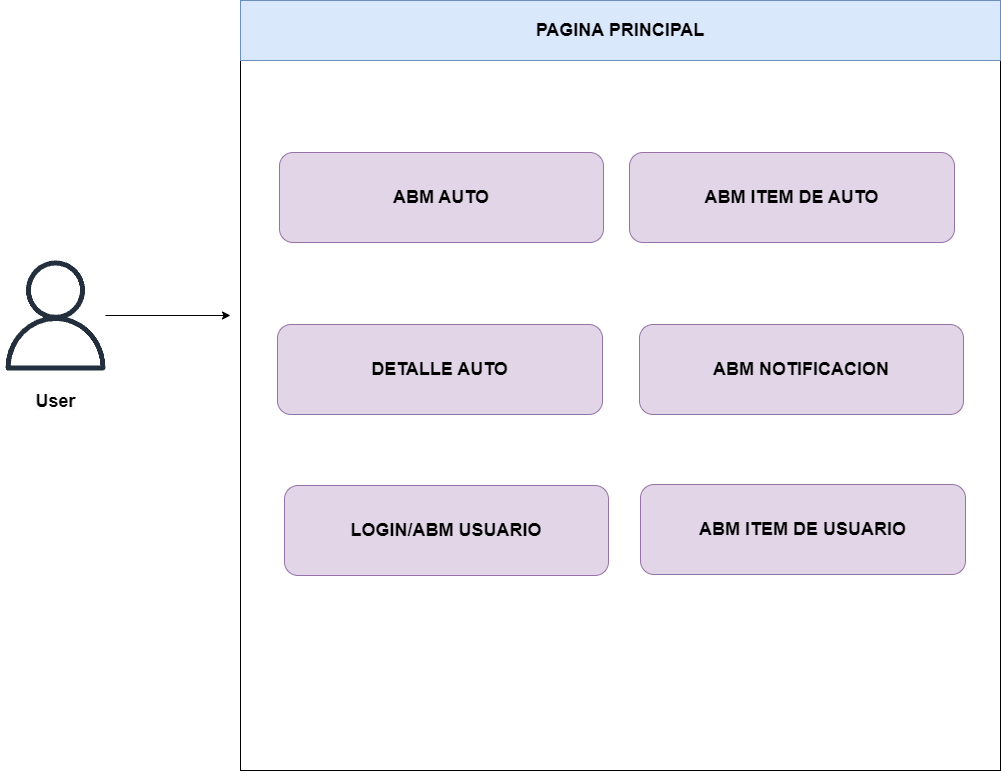 PAGINA PRINCIPAL
ABM AUTO
ABM ITEM DE AUTO
DETALLE AUTO
ABM NOTIFICACION
User
LOGIN/ABM USUARIO
ABM ITEM DE USUARIO